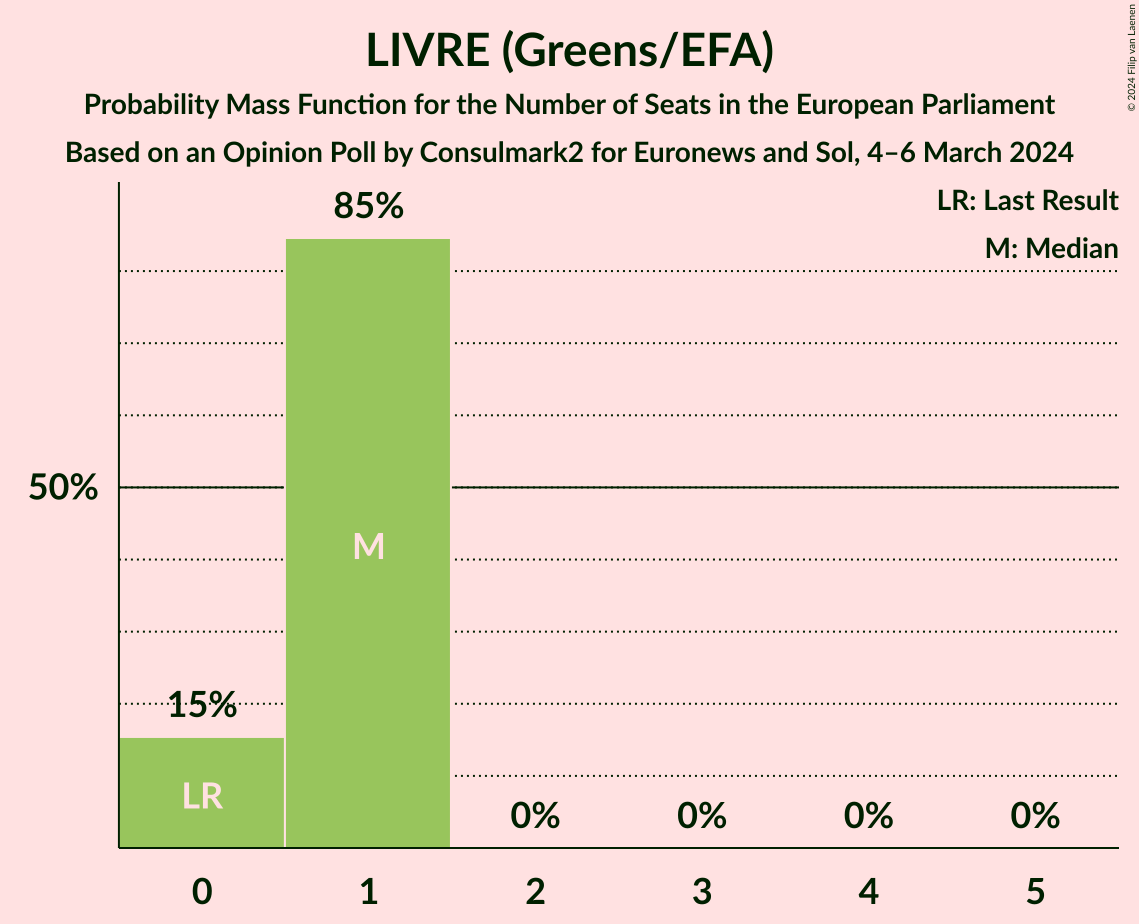 LIVRE (Greens/EFA)
Probability Mass Function for the Number of Seats in the European Parliament
Based on an Opinion Poll by Consulmark2 for Euronews and Sol, 4–6 March 2024
© 2024 Filip van Laenen
LR: Last Result
M: Median
85%
50%
M
15%
LR
0%
0%
0%
0%
0
1
2
3
4
5